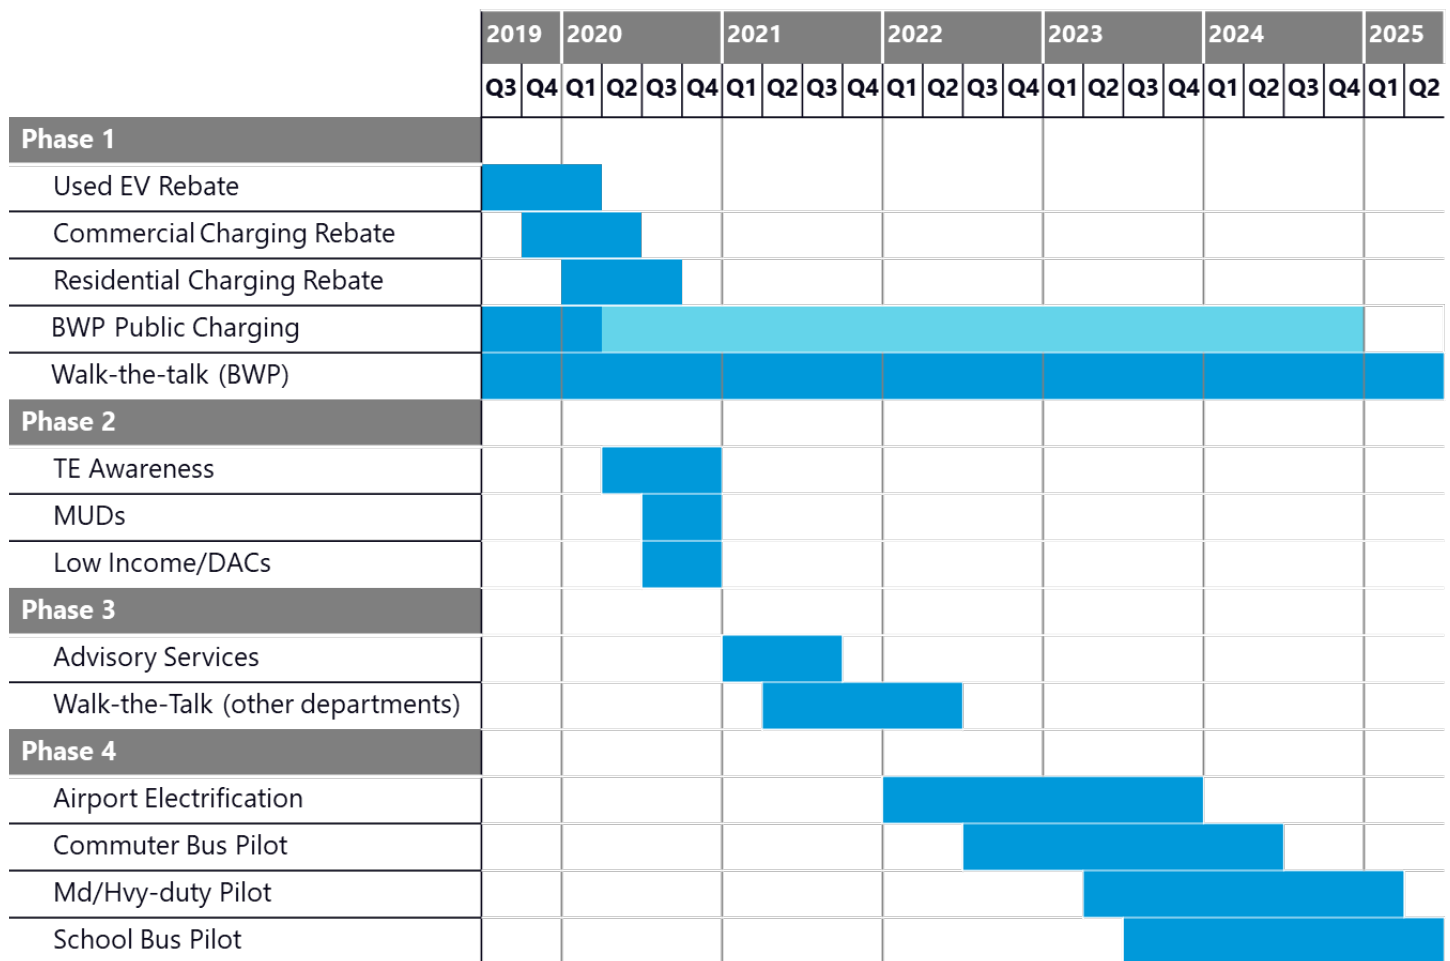 2019 2020 2021 2022 2023 2024 2025
Q3 Q4 Q1 Q2 Q3 Q4 Q1 Q2 Q3 Q4 Q1 Q2 Q3 Q4 Q1 Q2 Q3 Q4 Q1 Q2 Q3 Q4 Q1 Q2
Phase 1
Used EV Rebate
Commercial Charging Rebate
Residential Charging Rebate
BWP Public Charging
Walk-the-talk (BWP)
Phase 2
TE Awareness
MUDs
Low Income/DACs
Phase 3
Advisory Services
Walk-the-Talk (other departments)
Phase 4
Airport Electrification
Commuter Bus Pilot
Md/Hvy-duty Pilot
School Bus Pilot